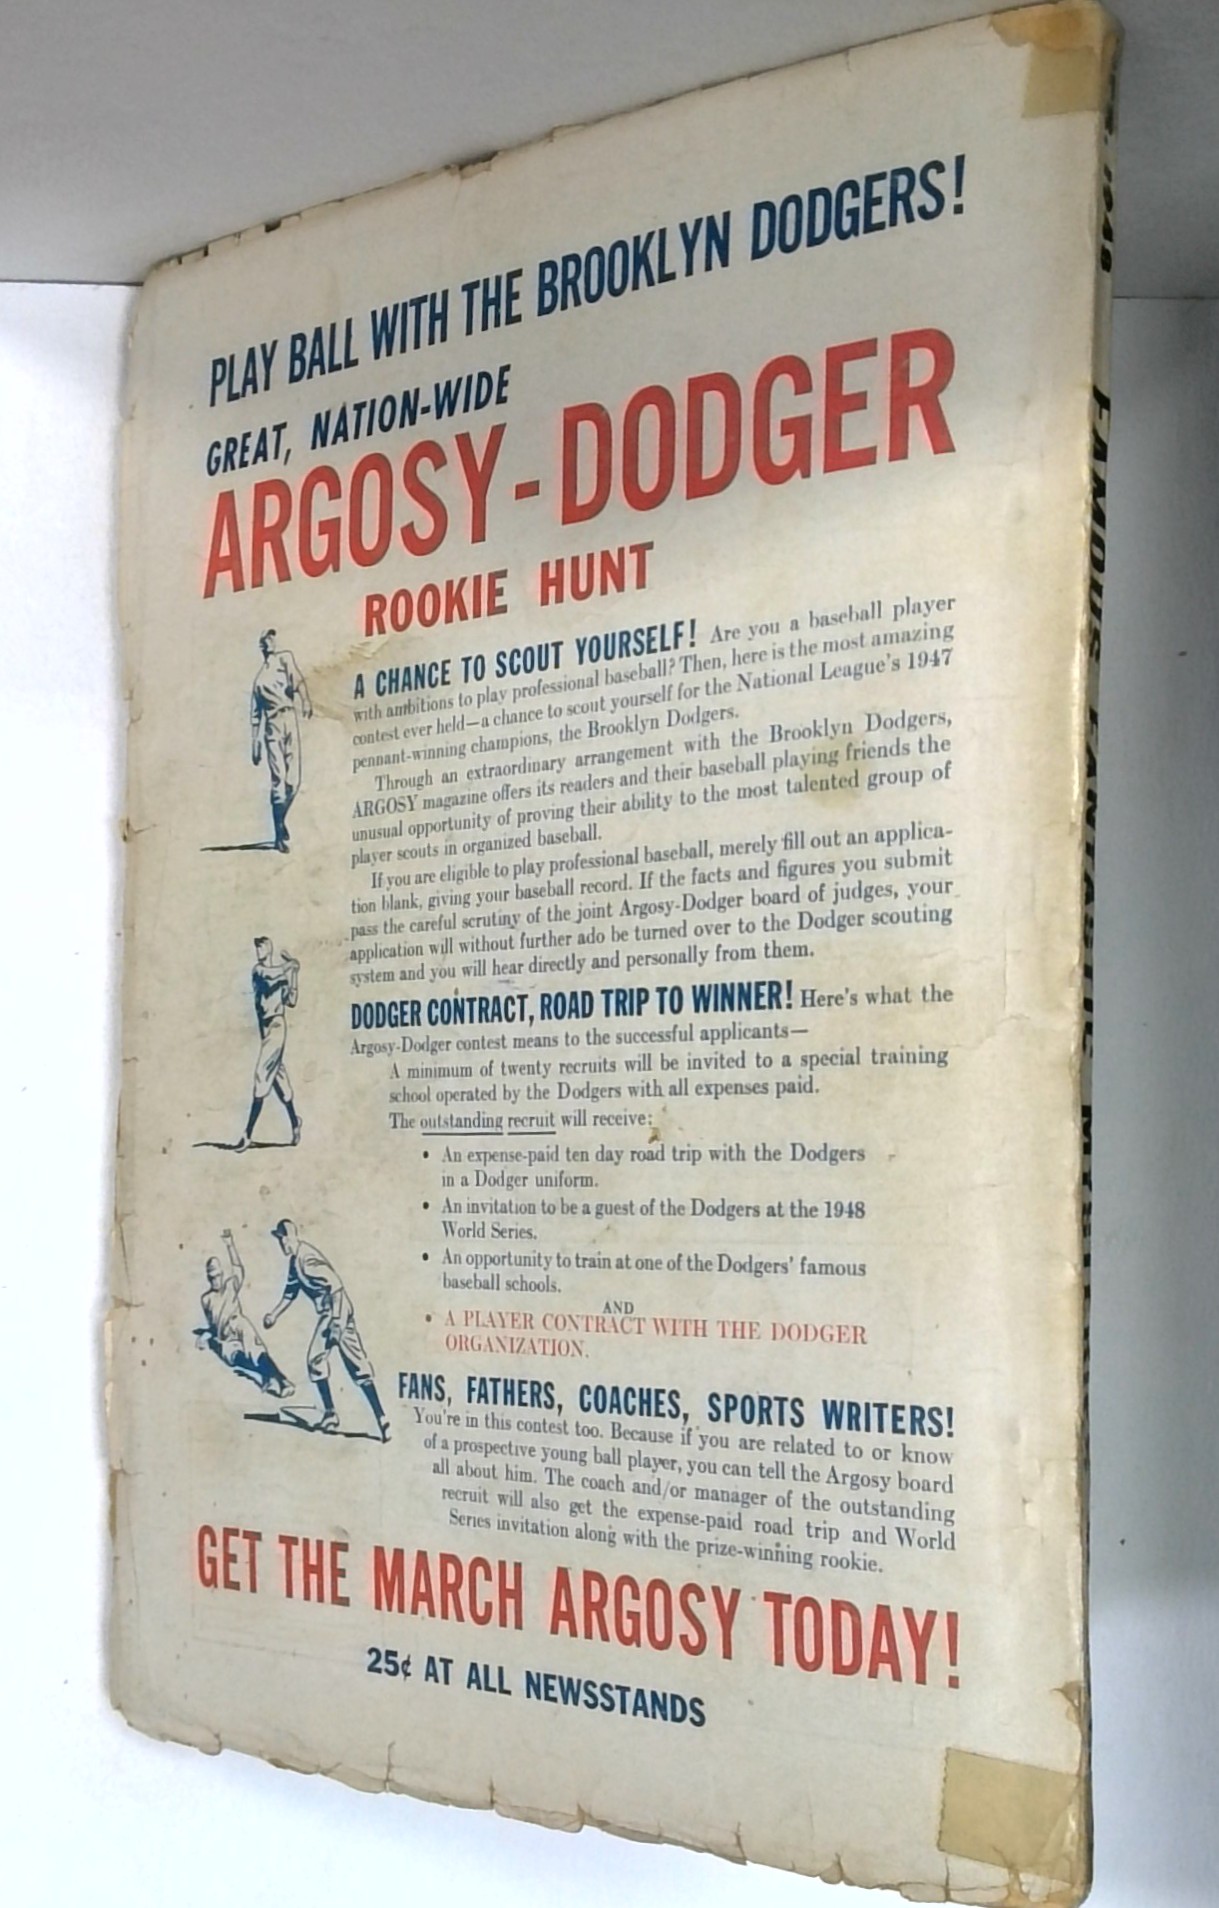 PLAY BALL WITH THE BROOKLYN DODGERS!
GREAT, NATION-WIDE
ARGOSY-DODGER
ROOKIE HUNT
A CHANCE TO SCOUT YOURSELF! Are you a baseball player
with ambitions to play professional baseball? Then, here is the most amazing
contest ever held—a chance to scout yourself for the National League's 1947
pennant-winning champions, the Brooklyn Dodgers.
Through an extraordinary arrangement with the Brooklyn Dodgers,
ARGOSY magazine offers its readers and their baseball playing friends the
unusual opportunity of proving their ability to the most talented group of
player scouts in organized baseball.
If you are eligible to play professional baseball, merely fill out an applica-
tion blank, giving your baseball record. If the facts and figures you submit
pass the careful scrutiny of the joint Argosy-Dodger board of judges, your
application will without further ado be turned over to the Dodger scouting
system and you will hear directly and personally from them.
DODGER CONTRACT, ROAD TRIP TO WINNER! Here's what the
Argosy-Dodger contest means to the successful applicants—
A minimum of twenty recruits will be invited to a special training
school operated by the Dodgers with all expenses paid.
The outstanding recruit will receive:
• An expense-paid ten day road trip with the Dodgers
in a Dodger uniform.
• An invitation to be a guest of the Dodgers at the 1948
World Series.
• An opportunity to train at one of the Dodgers' famous
baseball schools.
AND
• A PLAYER CONTRACT WITH THE DODGER
ORGANIZATION.
FANS, FATHERS, COACHES, SPORTS WRITERS!
You're in this contest too. Because if you are related to or know
of a prospective young ball player, you can tell the Argosy board
all about him. The coach and/or manager of the outstanding
recruit will also get the expense-paid road trip and World
Series invitation along with the prize-winning rookie.
GET THE MARCH ARGOSY TODAY!
25¢ AT ALL NEWSSTANDS
1948
FAMOUS FANTASTIC